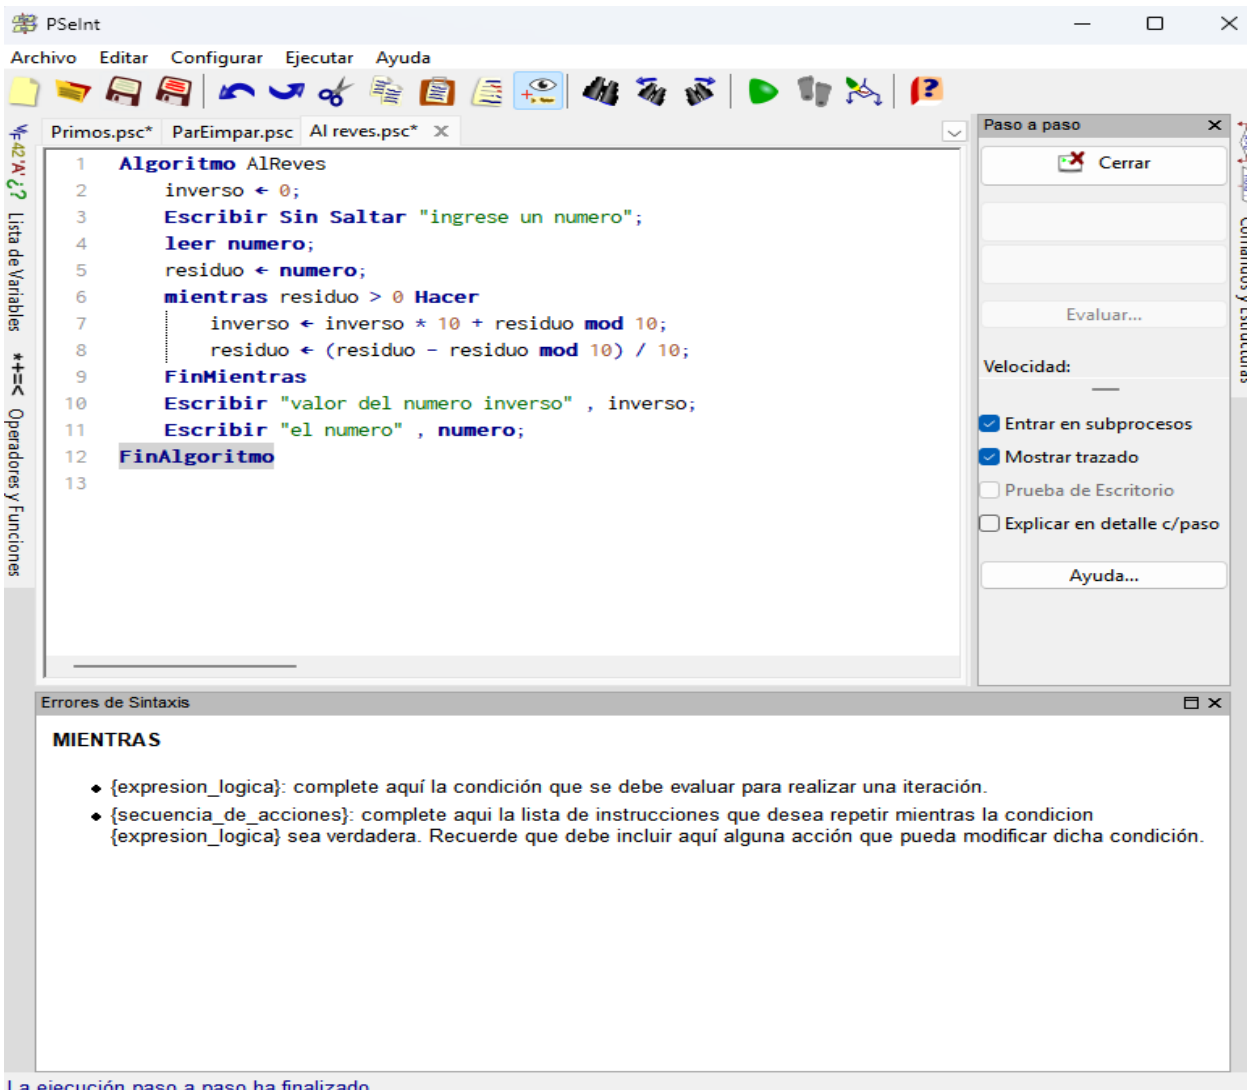 PSeInt
Archivo Editar Configurar Ejecutar Ayuda
Primos.psc* ParEimpar.psc Al reves.psc*
1 Algoritmo AlReves
2 inverso ← 0;
3 Escribir Sin Saltar "ingrese un numero";
4 leer numero;
5 residuo ← numero;
6 mientras residuo > 0 Hacer
7 inverso ← inverso * 10 + residuo mod 10;
8 residuo ← (residuo - residuo mod 10) / 10;
9 FinMientras
10 Escribir "valor del numero inverso" , inverso;
11 Escribir "el numero" , numero;
12 FinAlgoritmo
13
42 'A' ¿? Lista de Variables
*+=< Operadores y Funciones
Paso a paso
Cerrar
Evaluar...
Velocidad:
Entrar en subprocesos
Mostrar trazado
Prueba de Escritorio
Explicar en detalle c/paso
Ayuda...
Comandos y Estructuras
Errores de Sintaxis
MIENTRAS
{expresion_logica}: complete aquí la condición que se debe evaluar para realizar una iteración.
{secuencia_de_acciones}: complete aqui la lista de instrucciones que desea repetir mientras la condicion
{expresion_logica} sea verdadera. Recuerde que debe incluir aquí alguna acción que pueda modificar dicha condición.
La ejecución paso a paso ha finalizado